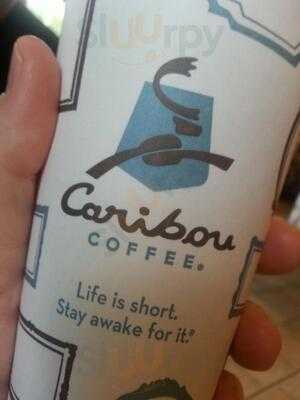 Sluurpy
Caribou
COFFEE®
Life is short.
Stay awake for it.®